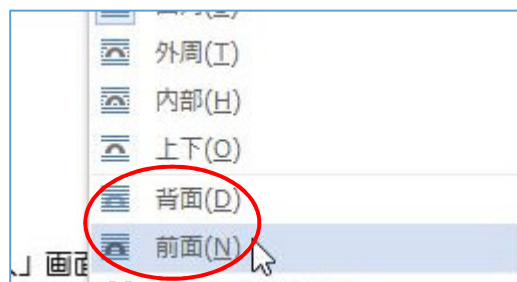 外周(T)
内部(H)
上下(O)
背面(D)
前面(N)
」画面